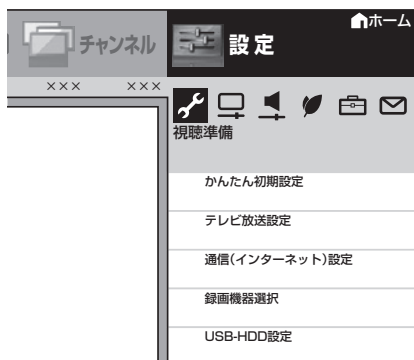 ホーム
チャンネル
設定
××× ×××
視聴準備
かんたん初期設定
テレビ放送設定
通信(インターネット)設定
録画機器選択
USB-HDD設定